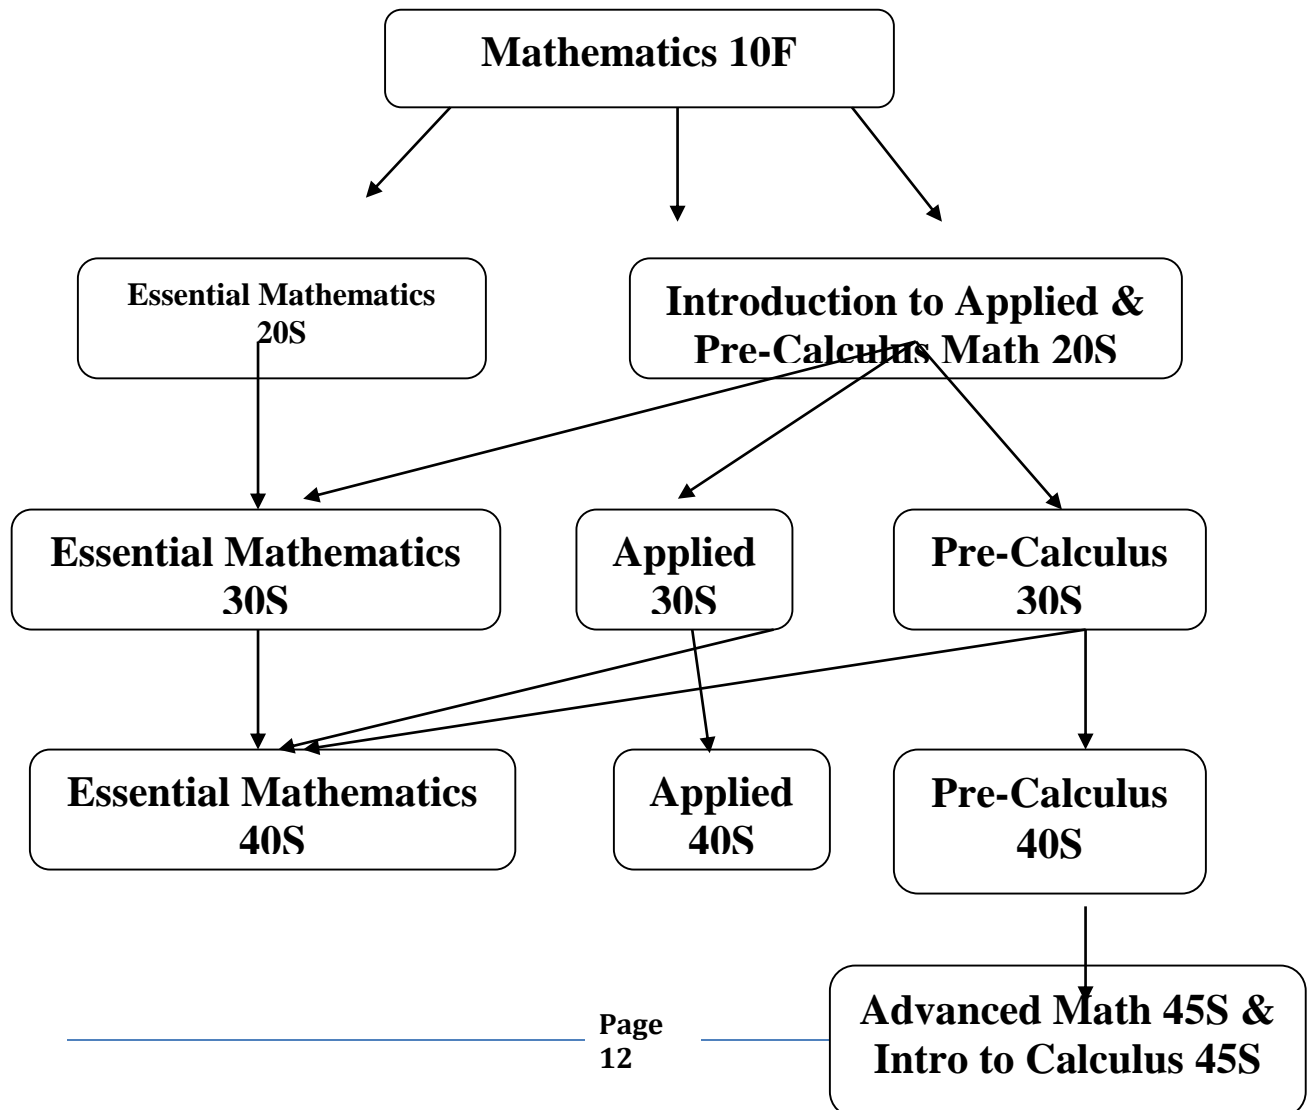 Mathematics 10F
Essential Mathematics
20S
Introduction to Applied &
Pre-Calculus Math 20S
Essential Mathematics
30S
Applied
30S
Pre-Calculus
30S
Essential Mathematics
40S
Applied
40S
Pre-Calculus
40S
Advanced Math 45S &
Intro to Calculus 45S
Page
12